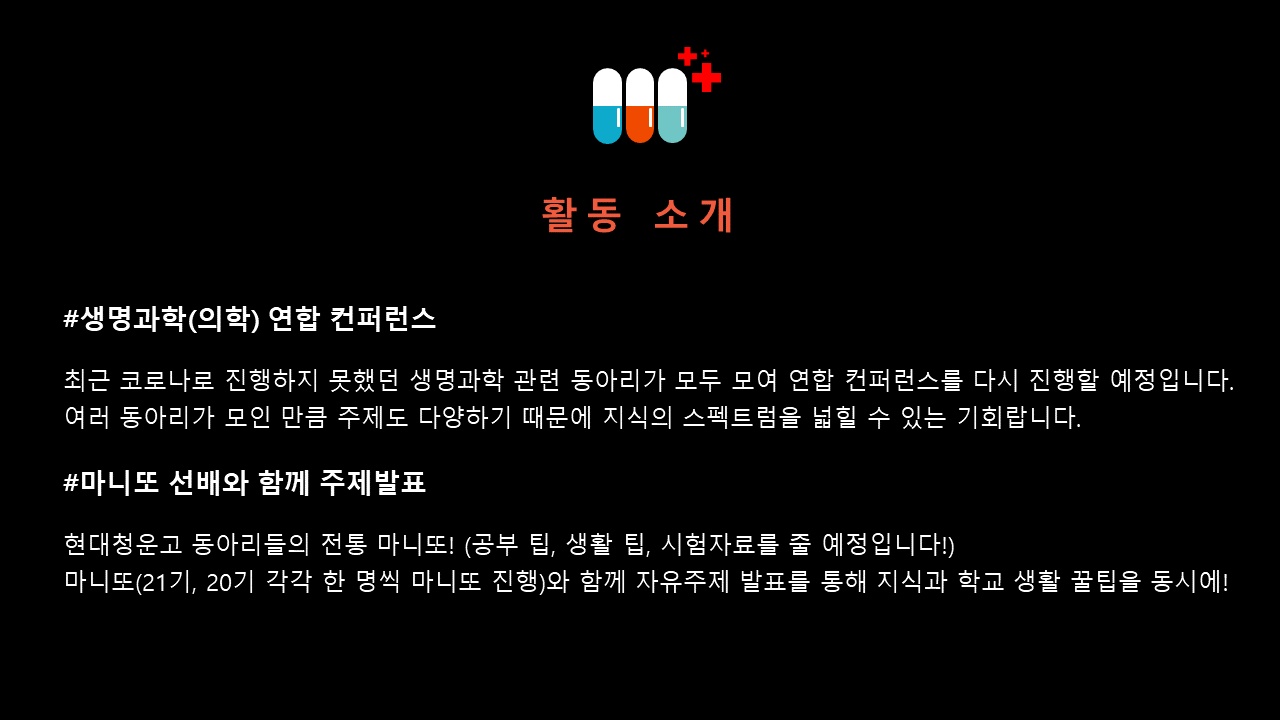 활동 소개
#생명과학(의학) 연합 컨퍼런스
최근 코로나로 진행하지 못했던 생명과학 관련 동아리가 모두 모여 연합 컨퍼런스를 다시 진행할 예정입니다.
여러 동아리가 모인 만큼 주제도 다양하기 때문에 지식의 스펙트럼을 넓힐 수 있는 기회랍니다.
#마니또 선배와 함께 주제발표
현대청운고 동아리들의 전통 마니또! (공부 팁, 생활 팁, 시험자료를 줄 예정입니다!)
마니또(21기, 20기 각각 한 명씩 마니또 진행)와 함께 자유주제 발표를 통해 지식과 학교 생활 꿀팁을 동시에!